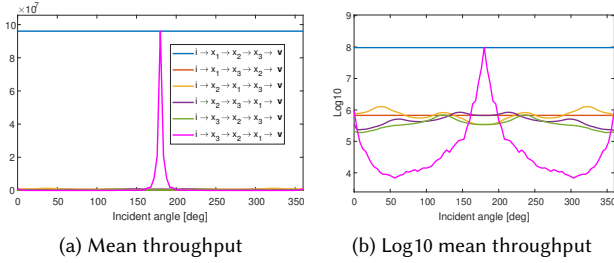 ×10⁷
10
8
6
4
2
0
0 50 100 150 200 250 300 350
Incident angle [deg]
i → x₁ → x₂ → x₃ → v
i → x₁ → x₃ → x₂ → v
i → x₂ → x₁ → x₃ → v
i → x₂ → x₃ → x₁ → v
i → x₃ → x₂ → x₁ → v
i → x₃ → x₂ → x₁ → v
(a) Mean throughput
9
8
7
6
5
4
Log10
0 50 100 150 200 250 300 350
Incident angle [deg]
(b) Log10 mean throughput